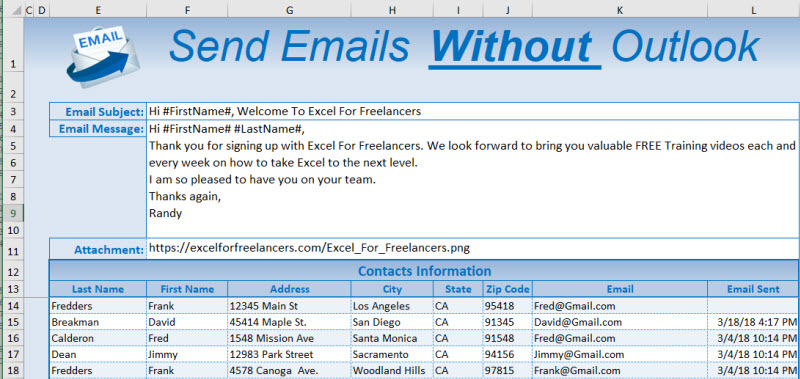 C D E F G H I J K L
1 EMAIL Send Emails Without Outlook
2
3 Email Subject: Hi #FirstName#, Welcome To Excel For Freelancers
4 Email Message: Hi #FirstName# #LastName#,
5 Thank you for signing up with Excel For Freelancers. We look forward to bring you valuable FREE Training videos each and
6 every week on how to take Excel to the next level.
7 I am so pleased to have you on your team.
8 Thanks again,
9 Randy
10
11 Attachment: https://excelforfreelancers.com/Excel_For_Freelancers.png
12 Contacts Information
13 Last Name First Name Address City State Zip Code Email Email Sent
14 Fredders Frank 12345 Main St Los Angeles CA 95418 Fred@Gmail.com
15 Breakman David 45414 Maple St. San Diego CA 91345 David@Gmail.com 3/18/18 4:17 PM
16 Calderon Fred 1548 Mission Ave Santa Monica CA 91548 Fred@Gmail.com 3/4/18 10:14 PM
17 Dean Jimmy 12983 Park Street Sacramento CA 94156 Jimmy@Gmail.com 3/4/18 10:14 PM
18 Fredders Frank 4578 Canoga Ave. Woodland Hills CA 97815 Frank@Gmail.com 3/4/18 10:14 PM